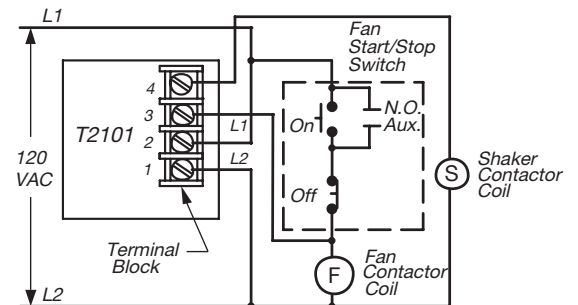 L1
Fan
Start/Stop
Switch
4
3
2
1
T2101
L1
L2
On
N.O.
Aux.
Off
120
VAC
S
Shaker
Contactor
Coil
Terminal
Block
F
Fan
Contactor
Coil
L2